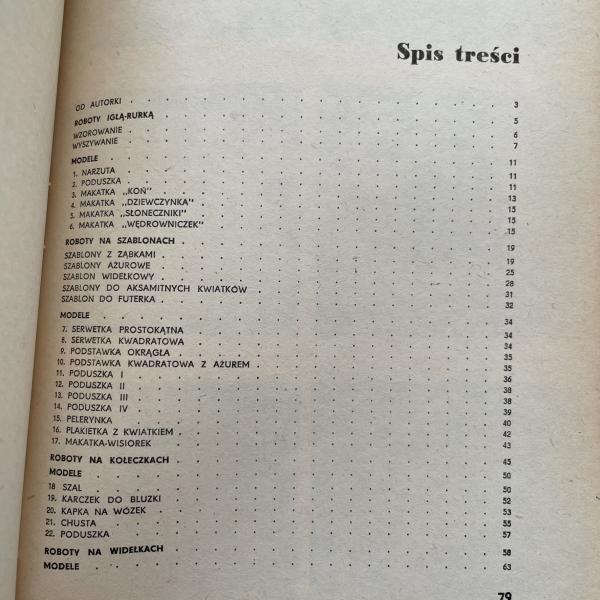 Spis treści
OD AUTORKI . . . . . . . . . . . . . . . 3
ROBOTY IGŁĄ-RURKĄ . . . . . . . . . . . . . . . 5
WZOROWANIE . . . . . . . . . . . . . . . 6
WYSZYWANIE . . . . . . . . . . . . . . . 7
MODELE . . . . . . . . . . . . . . . 11
1. NARZUTA . . . . . . . . . . . . . . . 11
2. PODUSZKA . . . . . . . . . . . . . . . 11
3. MAKATKA „KOŃ" . . . . . . . . . . . . . . . 13
4. MAKATKA „DZIEWCZYNKA" . . . . . . . . . . . . . . . 15
5. MAKATKA „SŁONECZNIKI" . . . . . . . . . . . . . . . 15
6. MAKATKA „WĘDROWNICZEK" . . . . . . . . . . . . . . . 15
ROBOTY NA SZABLONACH . . . . . . . . . . . . . . . 19
SZABLONY Z ZĄBKAMI . . . . . . . . . . . . . . . 19
SZABLONY AŻUROWE . . . . . . . . . . . . . . . 25
SZABLON WIDEŁKOWY . . . . . . . . . . . . . . . 28
SZABLONY DO AKSAMITNYCH KWIATKÓW . . . . . . . . . . . . . . . 31
SZABLON DO FUTERKA . . . . . . . . . . . . . . . 32
MODELE . . . . . . . . . . . . . . . 34
7. SERWETKA PROSTOKĄTNA . . . . . . . . . . . . . . . 34
8. SERWETKA KWADRATOWA . . . . . . . . . . . . . . . 34
9. PODSTAWKA OKRĄGŁA . . . . . . . . . . . . . . . 35
10. PODSTAWKA KWADRATOWA Z AŻUREM . . . . . . . . . . . . . . . 35
11. PODUSZKA I . . . . . . . . . . . . . . . 36
12. PODUSZKA II . . . . . . . . . . . . . . . 38
13. PODUSZKA III . . . . . . . . . . . . . . . 38
14. PODUSZKA IV . . . . . . . . . . . . . . . 39
15. PELERYNKA . . . . . . . . . . . . . . . 40
16. PLAKIETKA Z KWIATKIEM . . . . . . . . . . . . . . . 42
17. MAKATKA-WISIOREK . . . . . . . . . . . . . . . 43
ROBOTY NA KOŁECZKACH . . . . . . . . . . . . . . . 45
MODELE . . . . . . . . . . . . . . . 50
18 SZAL . . . . . . . . . . . . . . . 50
19. KARCZEK DO BLUZKI . . . . . . . . . . . . . . . 52
20. KAPKA NA WÓZEK . . . . . . . . . . . . . . . 53
21. CHUSTA . . . . . . . . . . . . . . . 55
22. PODUSZKA . . . . . . . . . . . . . . . 57
ROBOTY NA WIDEŁKACH . . . . . . . . . . . . . . . 58
MODELE . . . . . . . . . . . . . . . 63
79